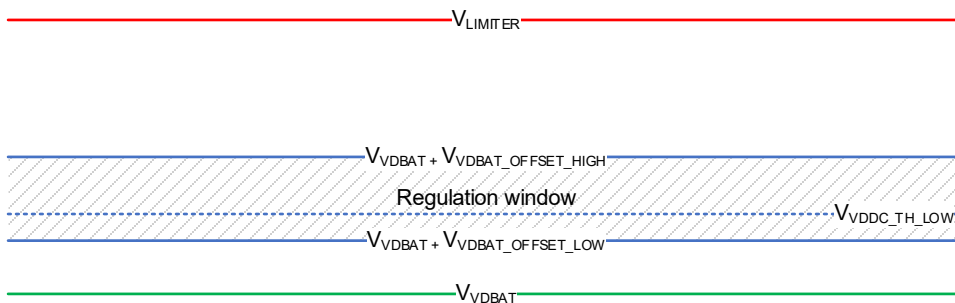 VLIMITER
VVDBAT + VVDBAT_OFFSET_HIGH
Regulation window
VVDDC_TH_LOW
VVDBAT + VVDBAT_OFFSET_LOW
VVDBAT